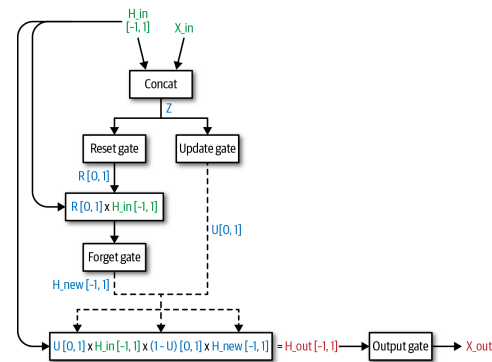 H_in
[-1, 1]
X_in
Concat
Z
Reset gate
Update gate
R [0, 1]
R [0, 1] x H_in [-1, 1]
U[0, 1]
Forget gate
H_new [-1, 1]
U [0, 1] x H_in [-1, 1] x (1 - U) [0, 1] x H_new [-1, 1] = H_out [-1, 1]
Output gate
X_out